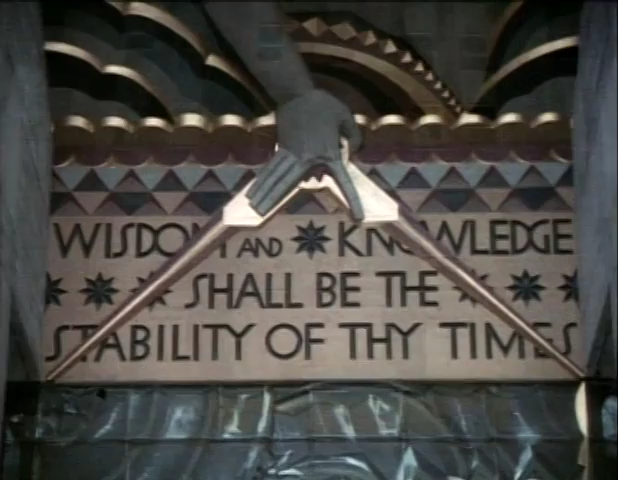 WISDOM AND KNOWLEDGE
SHALL BE THE
STABILITY OF THY TIMES